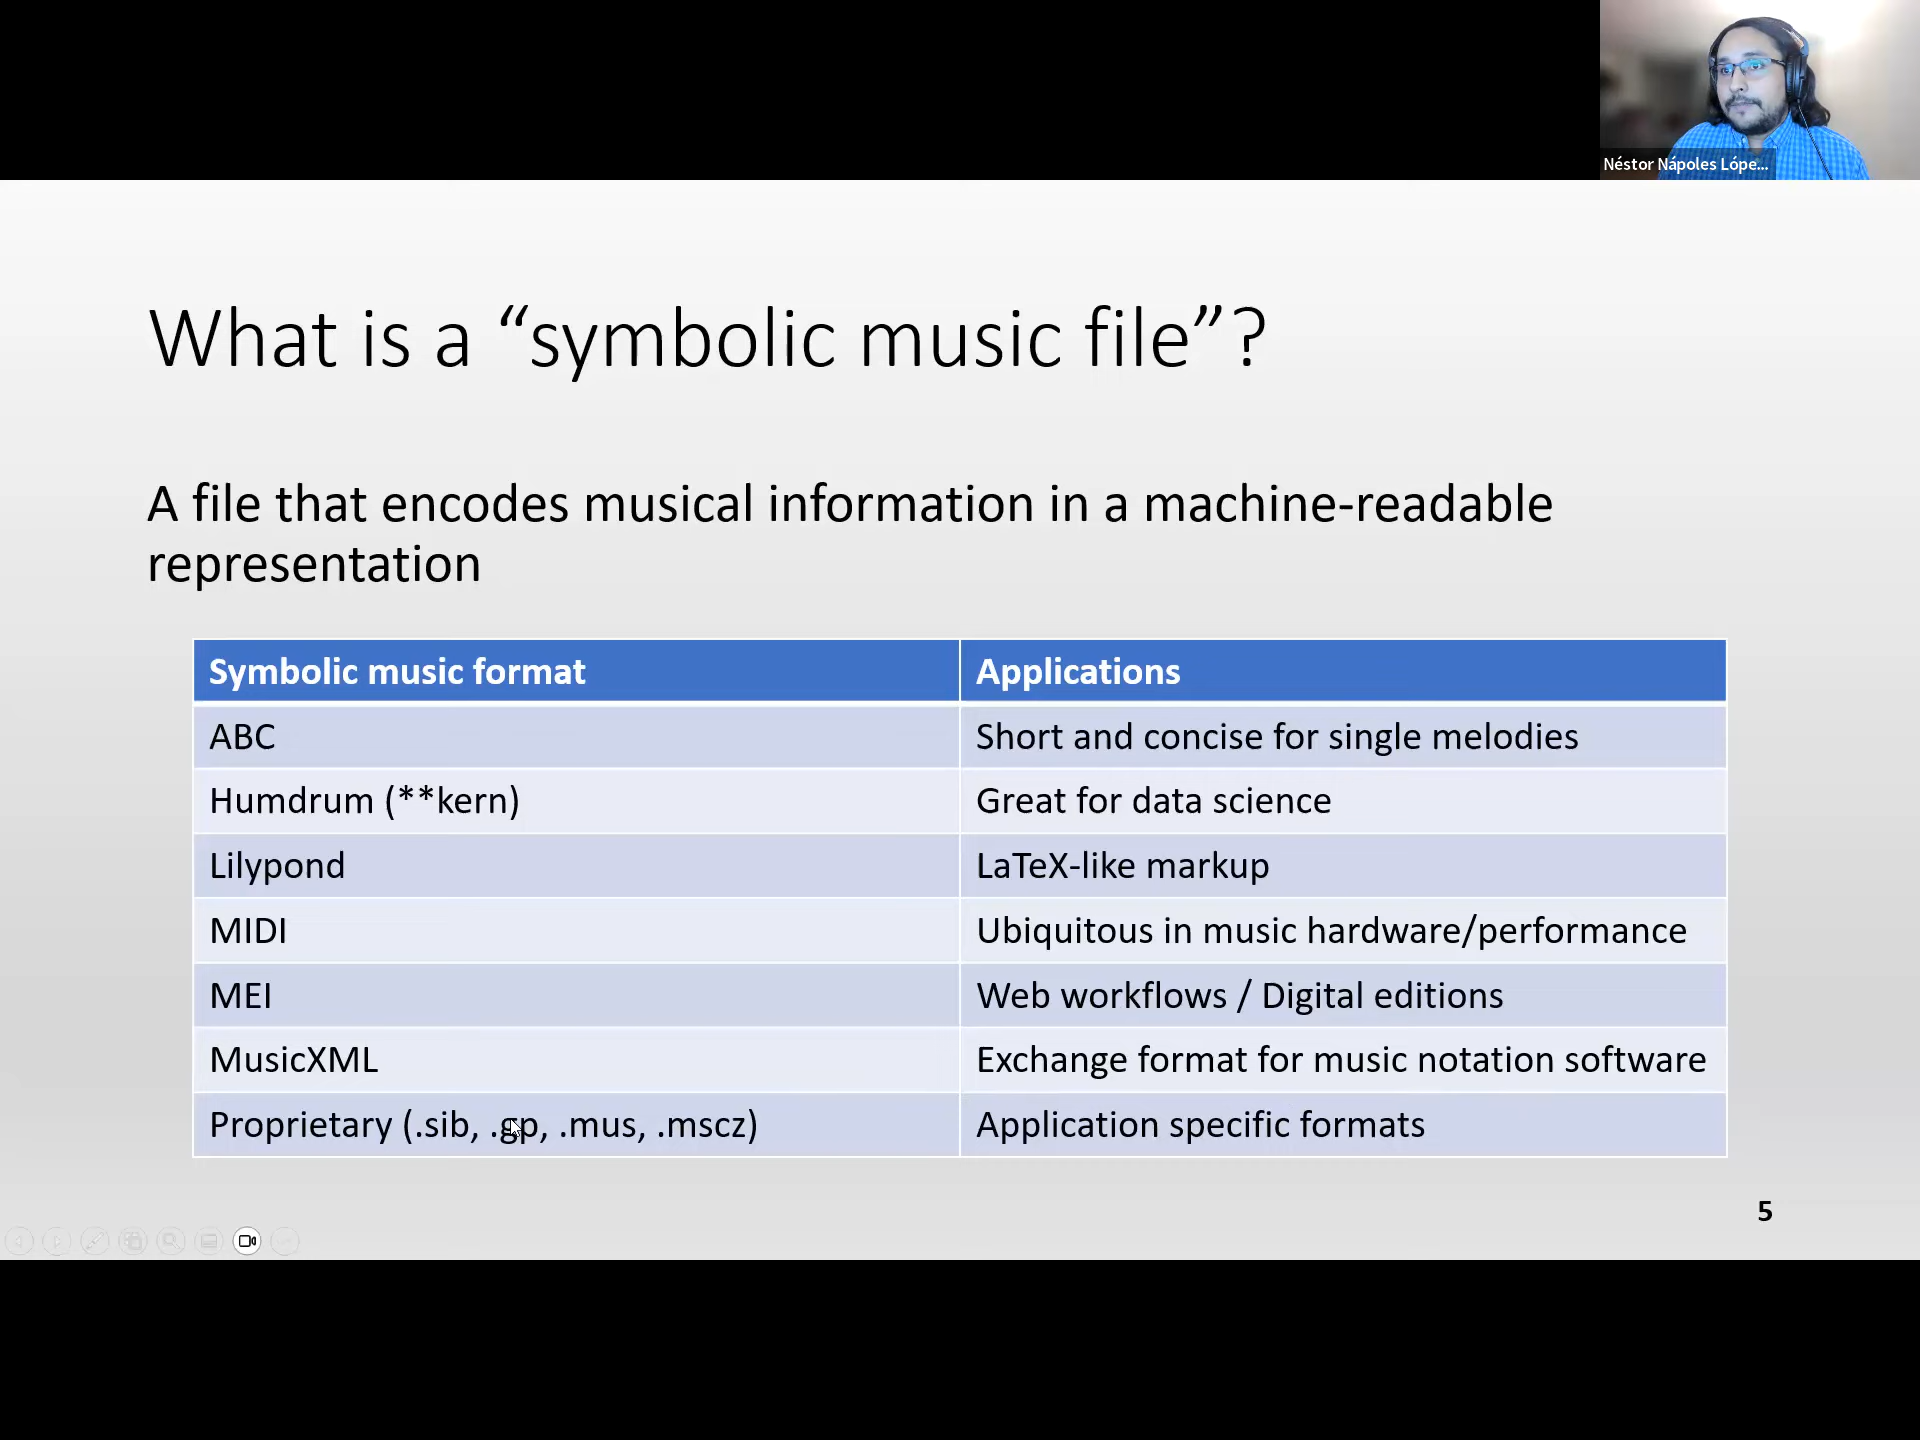 Néstor Nápoles Lópe...
What is a “symbolic music file”?
A file that encodes musical information in a machine-readable
representation
Symbolic music format Applications
ABC Short and concise for single melodies
Humdrum (**kern) Great for data science
Lilypond LaTeX-like markup
MIDI Ubiquitous in music hardware/performance
MEI Web workflows / Digital editions
MusicXML Exchange format for music notation software
Proprietary (.sib, .gp, .mus, .mscz) Application specific formats
5